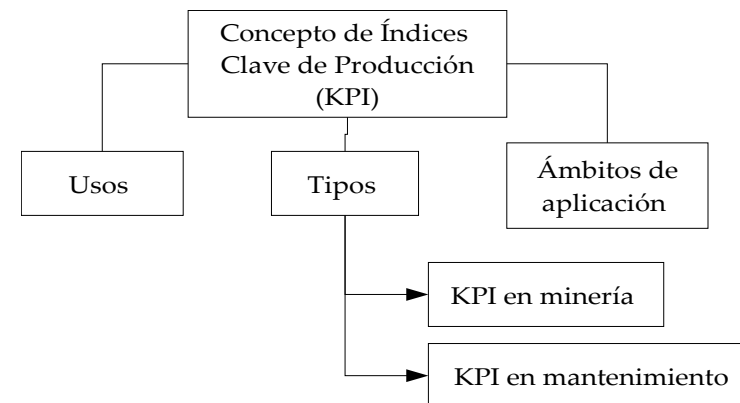 Concepto de Índices
Clave de Producción
(KPI)
Usos
Tipos
Ámbitos de
aplicación
KPI en minería
KPI en mantenimiento